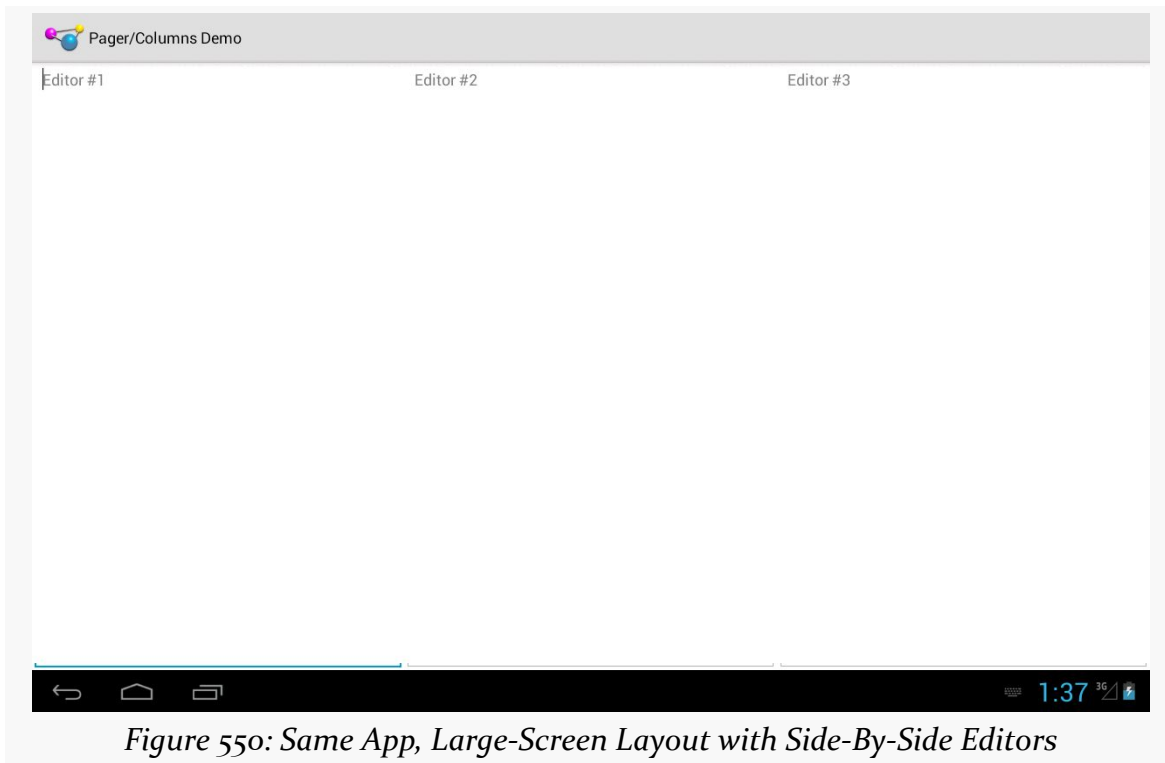 Pager/Columns Demo
Editor #1 Editor #2 Editor #3
1:37 3G
Figure 550: Same App, Large-Screen Layout with Side-By-Side Editors